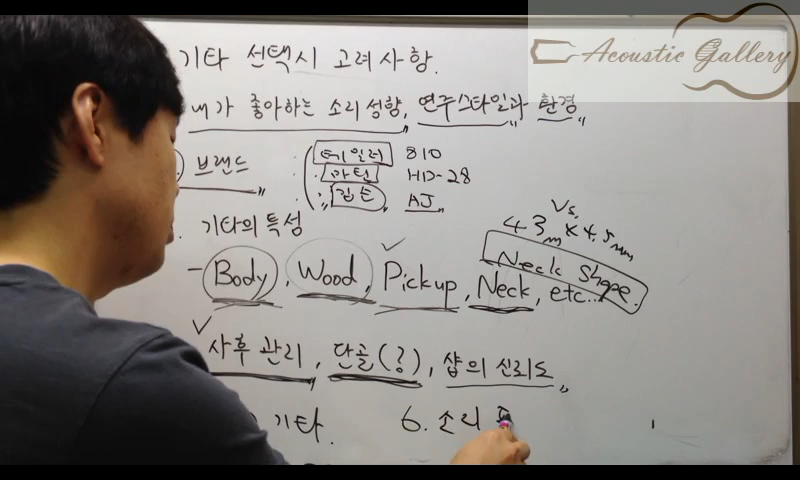 Acoustic Gallery
기타 선택시 고려사항.
내가 좋아하는 소리성향, 연주스타일과 환경
브랜드 : 테일러 810
마틴 HD-28
깁슨 AJ
Vs.
43m x 44.5mm
기타의 특성
- Body, Wood, Pickup, Neck, etc...
Neck Shape.
사후관리, 단골(?), 샵의 신뢰도
기타. 6. 소리